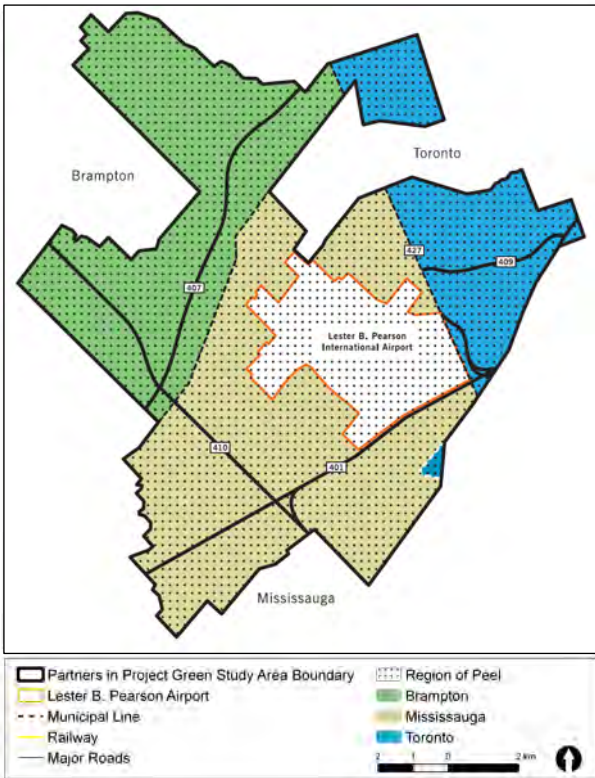 Toronto
Brampton
427
409
407
Lester B. Pearson
International Airport
410
401
Mississauga
Partners in Project Green Study Area Boundary
Lester B. Pearson Airport
Municipal Line
Railway
Major Roads
Region of Peel
Brampton
Mississauga
Toronto
2 1 0 2 km